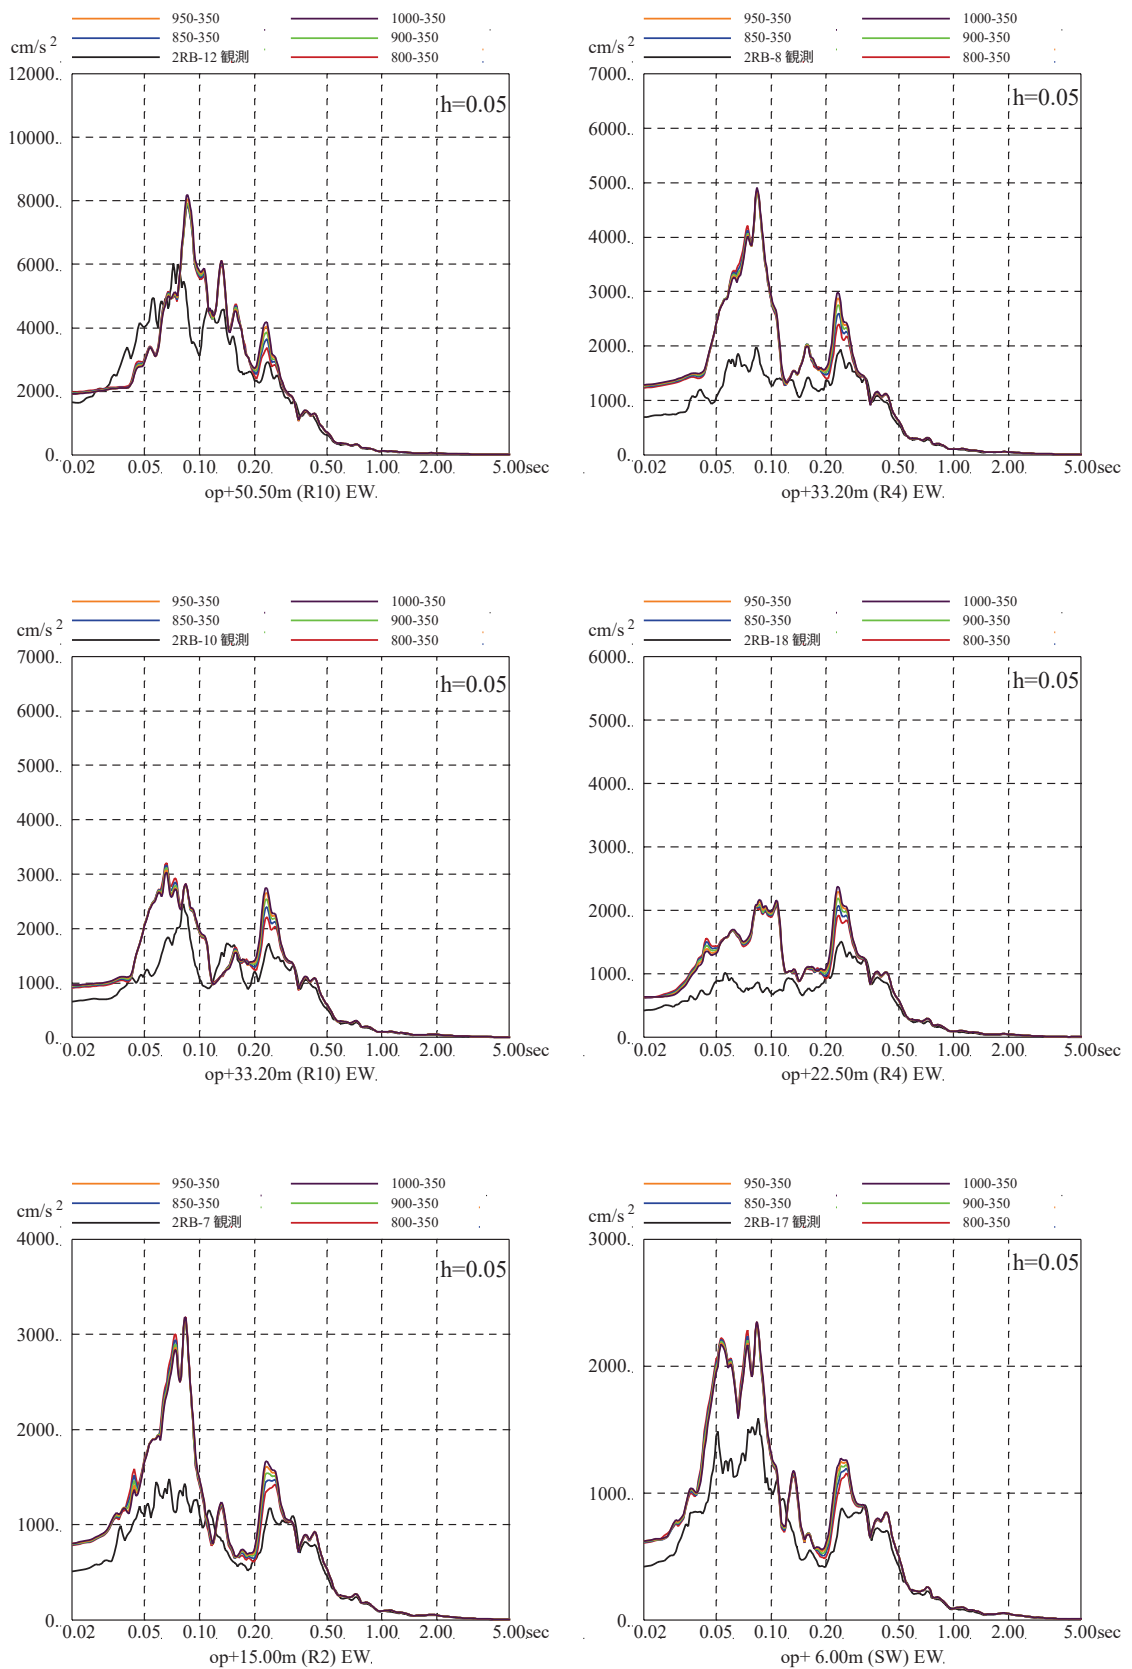 950-350 1000-350
850-350 900-350
cm/s 2 2RB-12 観測 800-350
12000.
h=0.05
10000.
8000.
6000.
4000.
2000.
0.
0.02 0.05 0.10 0.20 0.50 1.00 2.00 5.00sec
op+50.50m (R10) EW.
950-350 1000-350
850-350 900-350
cm/s 2 2RB-8 観測 800-350
7000.
h=0.05
6000.
5000.
4000.
3000.
2000.
1000.
0.
0.02 0.05 0.10 0.20 0.50 1.00 2.00 5.00sec
op+33.20m (R4) EW.
950-350 1000-350
850-350 900-350
cm/s 2 2RB-10 観測 800-350
7000.
h=0.05
6000.
5000.
4000.
3000.
2000.
1000.
0.
0.02 0.05 0.10 0.20 0.50 1.00 2.00 5.00sec
op+33.20m (R10) EW.
950-350 1000-350
850-350 900-350
cm/s 2 2RB-18 観測 800-350
6000.
h=0.05
5000.
4000.
3000.
2000.
1000.
0.
0.02 0.05 0.10 0.20 0.50 1.00 2.00 5.00sec
op+22.50m (R4) EW.
950-350 1000-350
850-350 900-350
cm/s 2 2RB-7 観測 800-350
4000.
h=0.05
3000.
2000.
1000.
0.
0.02 0.05 0.10 0.20 0.50 1.00 2.00 5.00sec
op+15.00m (R2) EW.
950-350 1000-350
850-350 900-350
cm/s 2 2RB-17 観測 800-350
3000.
h=0.05
2000.
1000.
0.
0.02 0.05 0.10 0.20 0.50 1.00 2.00 5.00sec
op+ 6.00m (SW) EW.